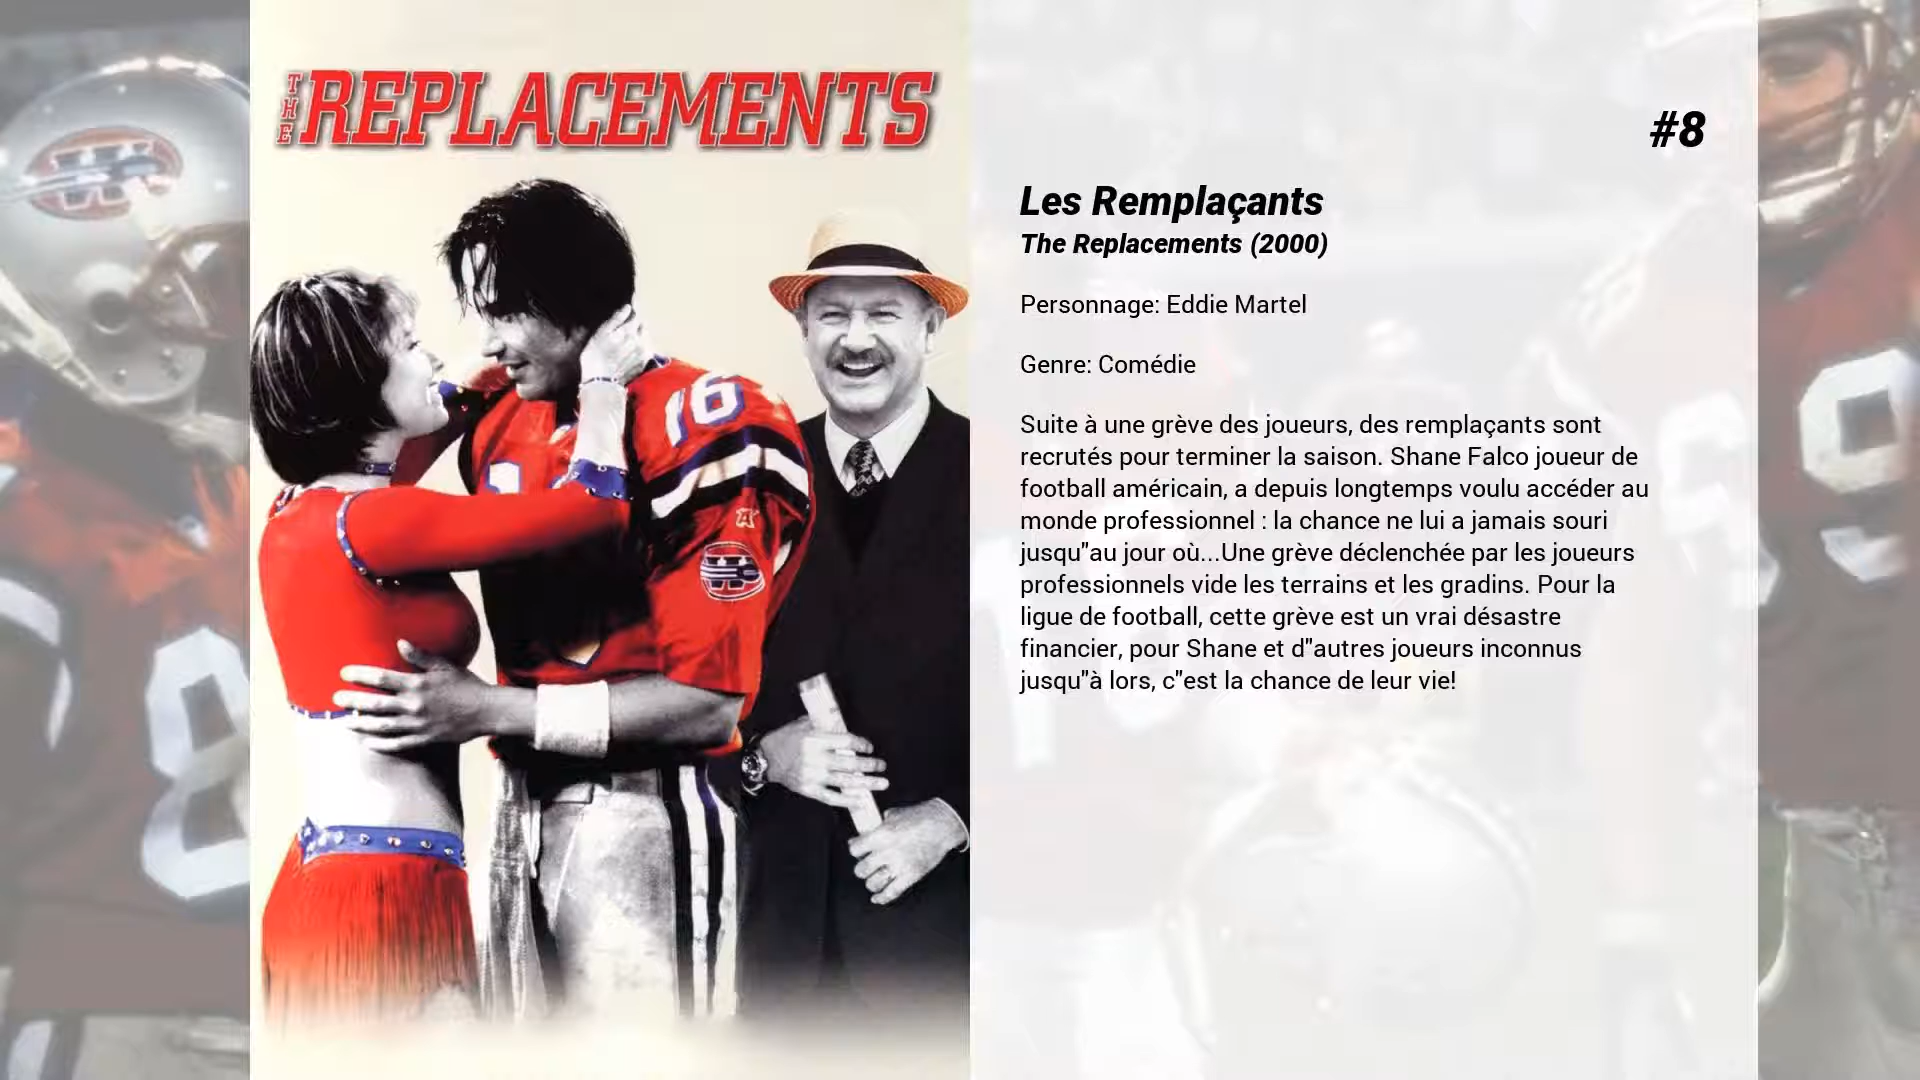 THE REPLACEMENTS
#8
Les Remplaçants
The Replacements (2000)
Personnage: Eddie Martel
Genre: Comédie
Suite à une grève des joueurs, des remplaçants sont
recrutés pour terminer la saison. Shane Falco joueur de
football américain, a depuis longtemps voulu accéder au
monde professionnel : la chance ne lui a jamais souri
jusqu"au jour où...Une grève déclenchée par les joueurs
professionnels vide les terrains et les gradins. Pour la
ligue de football, cette grève est un vrai désastre
financier, pour Shane et d"autres joueurs inconnus
jusqu"à lors, c"est la chance de leur vie!
16
W
W
8
9